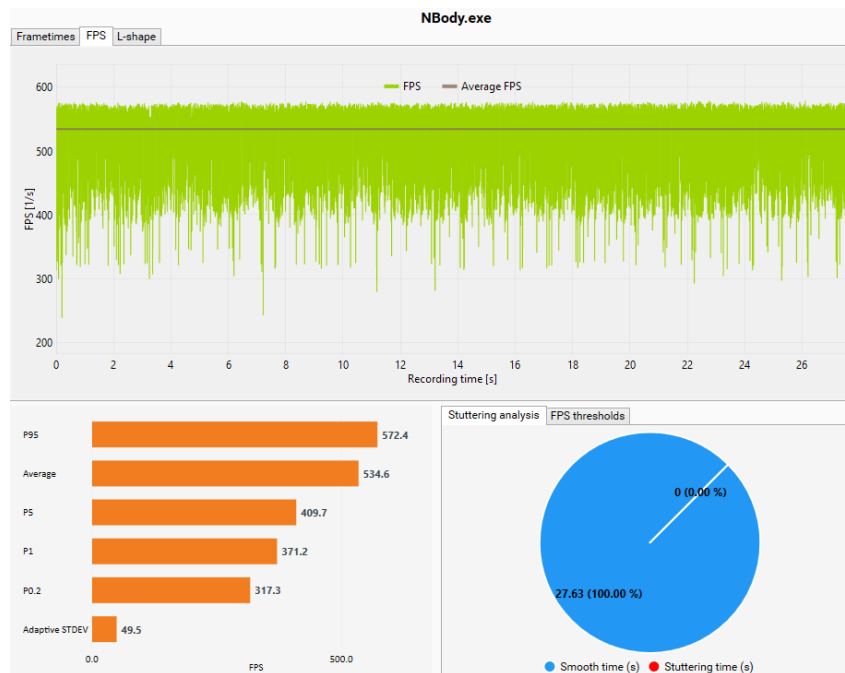 NBody.exe
Frametimes FPS L-shape
FPS Average FPS
FPS [1/s]
600
500
400
300
200
0 2 4 6 8 10 12 14 16 18 20 22 24 26
Recording time [s]
P95 572.4
Average 534.6
P5 409.7
P1 371.2
P0.2 317.3
Adaptive STDEV 49.5
0.0 500.0
FPS
Stuttering analysis FPS thresholds
0 (0.00 %)
27.63 (100.00 %)
Smooth time (s) Stuttering time (s)